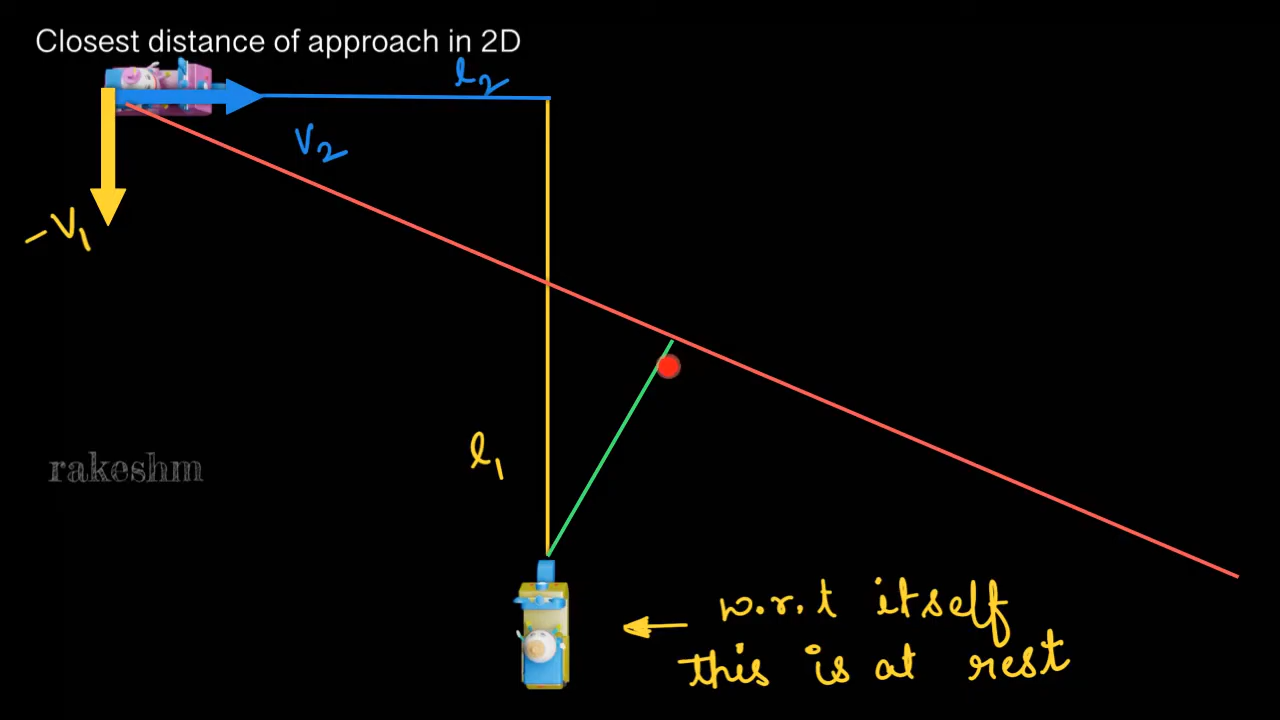 Closest distance of approach in 2D
l2
V2
-V1
l1
rakeshm
w.r.t itself
this is at rest